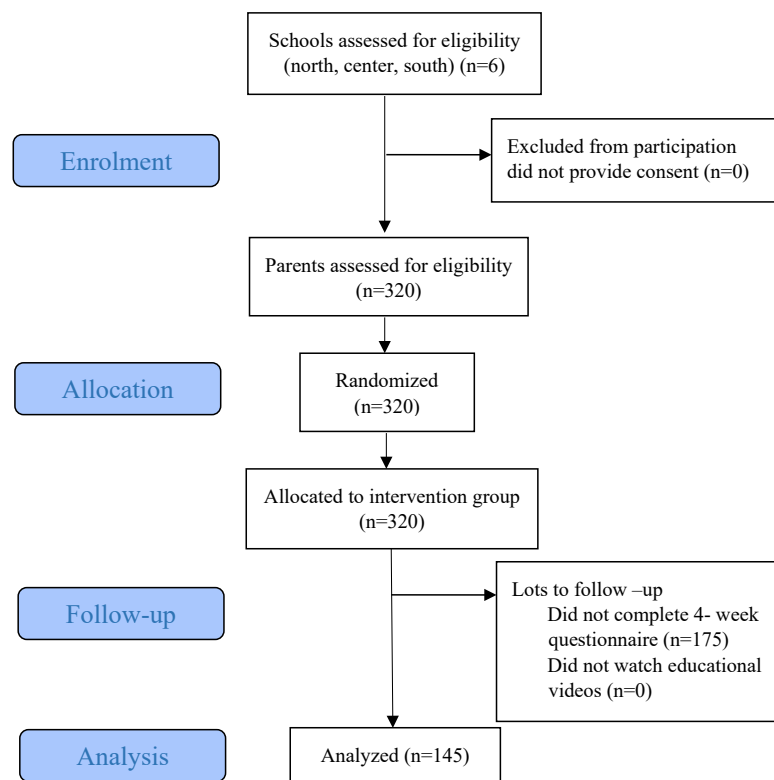 Schools assessed for eligibility
(north, center, south) (n=6)
Enrolment
Excluded from participation
did not provide consent (n=0)
Parents assessed for eligibility
(n=320)
Allocation
Randomized
(n=320)
Allocated to intervention group
(n=320)
Follow-up
Lots to follow –up
Did not complete 4- week
questionnaire (n=175)
Did not watch educational
videos (n=0)
Analysis
Analyzed (n=145)